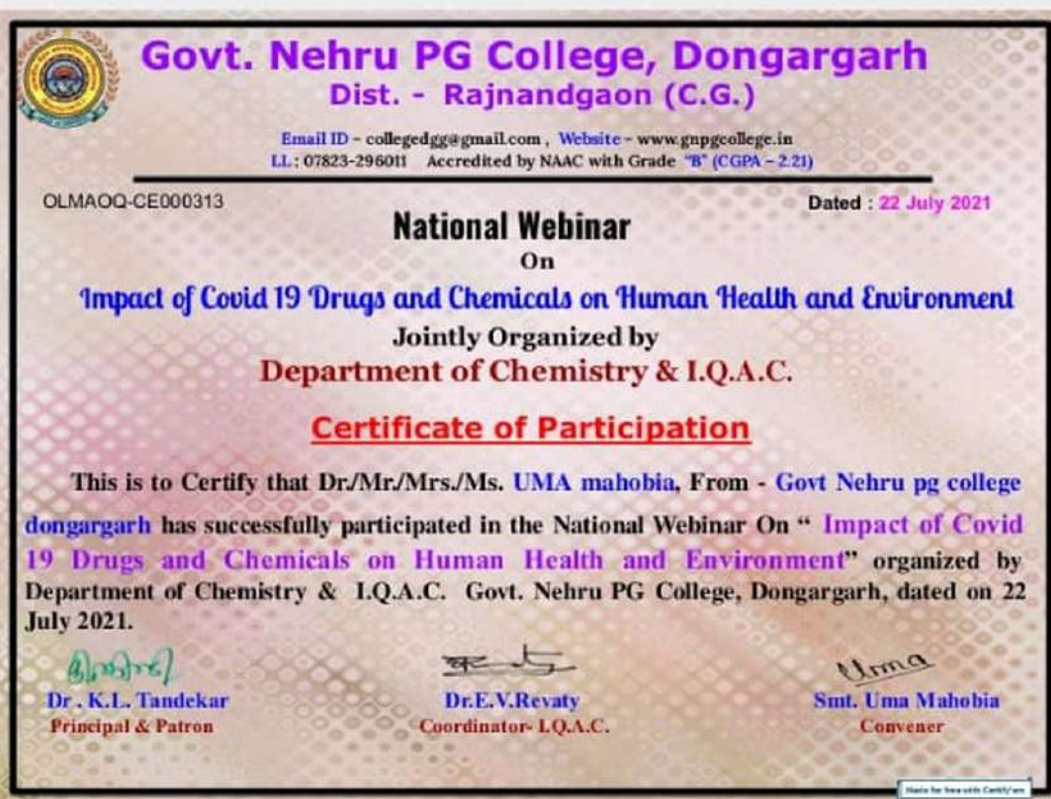 Govt. Nehru PG College, Dongargarh
Dist. - Rajnandgaon (C.G.)
Email ID - collegedgg@gmail.com , Website - www.gnpgcollege.in
LL : 07823-296011 Accredited by NAAC with Grade "B" (CGPA - 2.21)
OLMAOQ-CE000313
Dated : 22 July 2021
National Webinar
On
Impact of Covid 19 Drugs and Chemicals on Human Health and Environment
Jointly Organized by
Department of Chemistry & I.Q.A.C.
Certificate of Participation
This is to Certify that Dr./Mr./Mrs./Ms. UMA mahobia, From - Govt Nehru pg college
dongargarh has successfully participated in the National Webinar On “ Impact of Covid
19 Drugs and Chemicals on Human Health and Environment” organized by
Department of Chemistry & I.Q.A.C. Govt. Nehru PG College, Dongargarh, dated on 22
July 2021.
Uma
Dr . K.L. Tandekar
Dr.E.V.Revaty
Smt. Uma Mahobia
Principal & Patron
Coordinator- I.Q.A.C.
Convener
Made for free with Certify'em